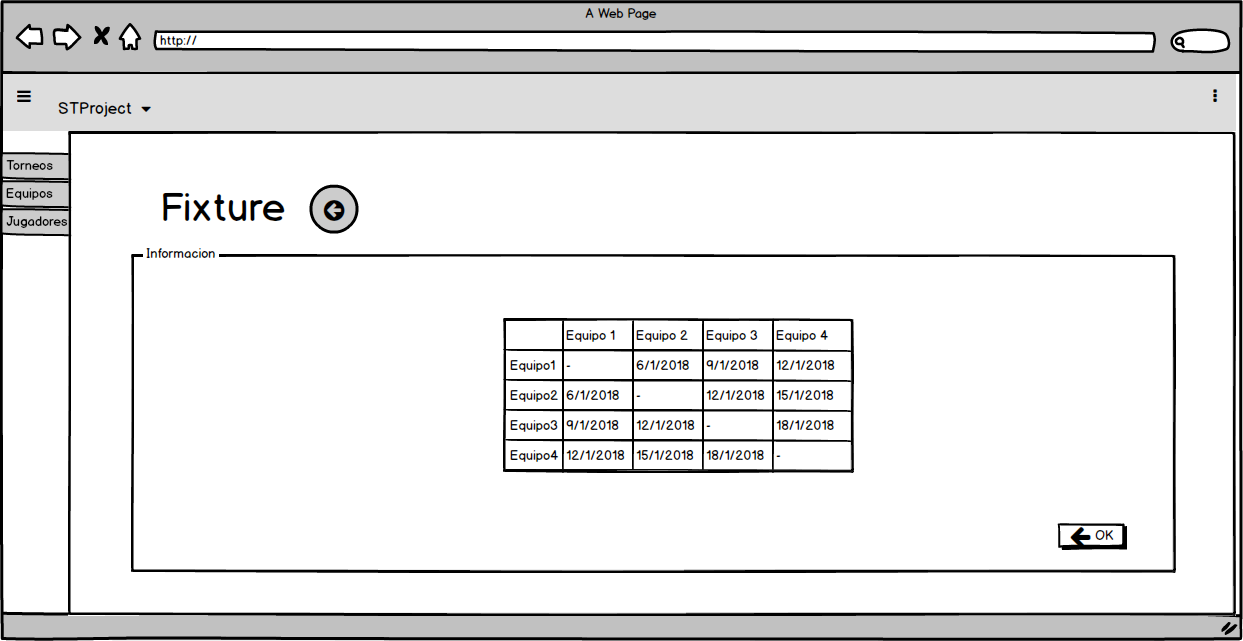 A Web Page
http://
STProject
Torneos
Equipos
Jugadores
Fixture
Informacion
Equipo 1 Equipo 2 Equipo 3 Equipo 4
Equipo1 - 6/1/2018 9/1/2018 12/1/2018
Equipo2 6/1/2018 - 12/1/2018 15/1/2018
Equipo3 9/1/2018 12/1/2018 - 18/1/2018
Equipo4 12/1/2018 15/1/2018 18/1/2018 -
OK